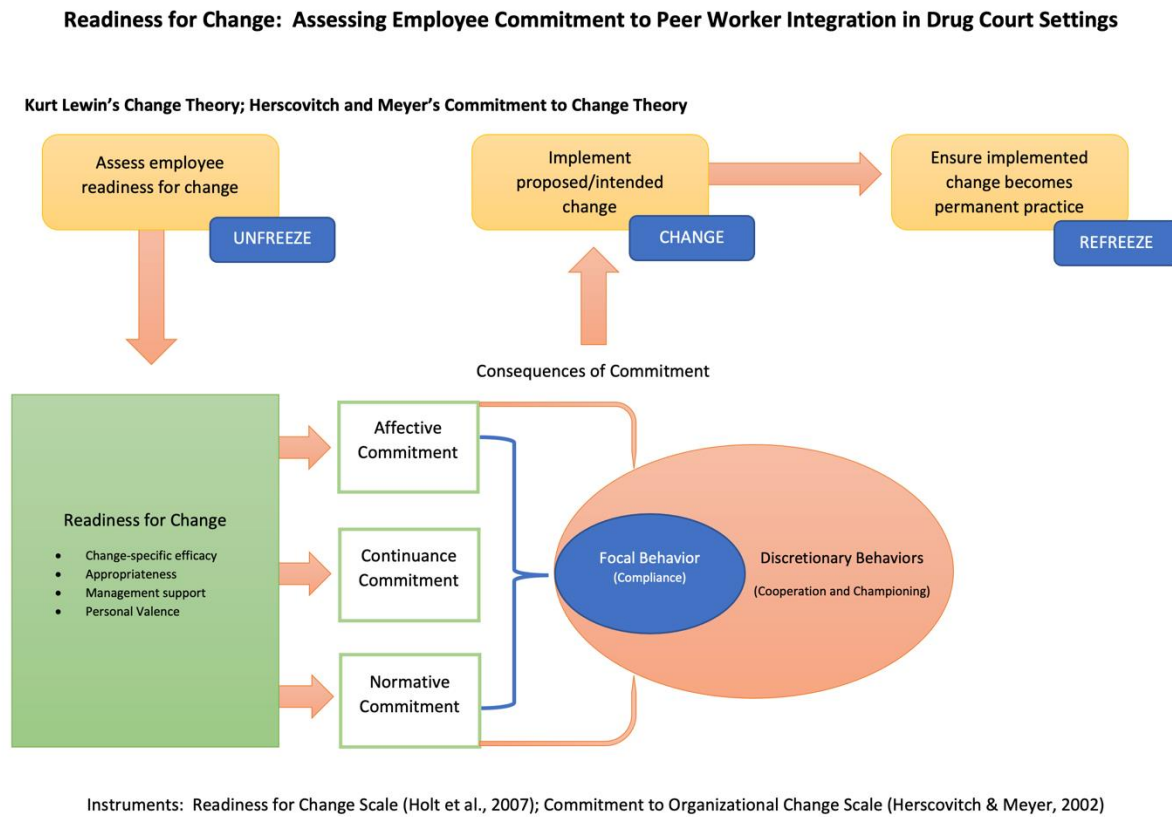 Readiness for Change:  Assessing Employee Commitment to Peer Worker Integration in Drug Court Settings
Kurt Lewin's Change Theory; Herscovitch and Meyer's Commitment to Change Theory
Assess employee
readiness for change
UNFREEZE
Implement
proposed/intended
change
CHANGE
Ensure implemented
change becomes
permanent practice
REFREEZE
Consequences of Commitment
Readiness for Change
• Change-specific efficacy
• Appropriateness
• Management support
• Personal Valence
Affective
Commitment
Continuance
Commitment
Normative
Commitment
Focal Behavior
(Compliance)
Discretionary Behaviors
(Cooperation and Championing)
Instruments:  Readiness for Change Scale (Holt et al., 2007); Commitment to Organizational Change Scale (Herscovitch & Meyer, 2002)